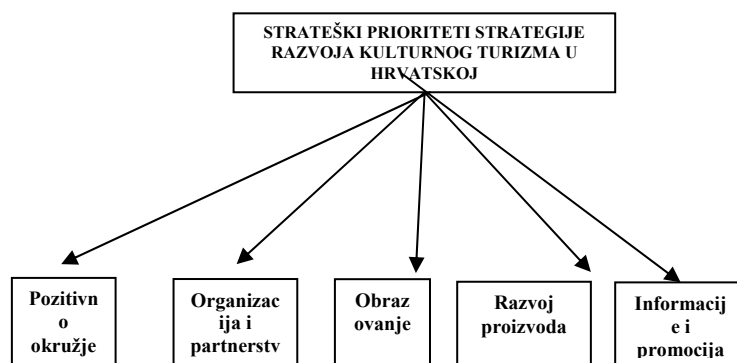 STRATEŠKI PRIORITETI STRATEGIJE
RAZVOJA KULTURNOG TURIZMA U
HRVATSKOJ
Pozitivn
o
okružje
Organizac
ija i
partnerstv
Obraz
ovanje
Razvoj
proizvoda
Informacij
e i
promocija